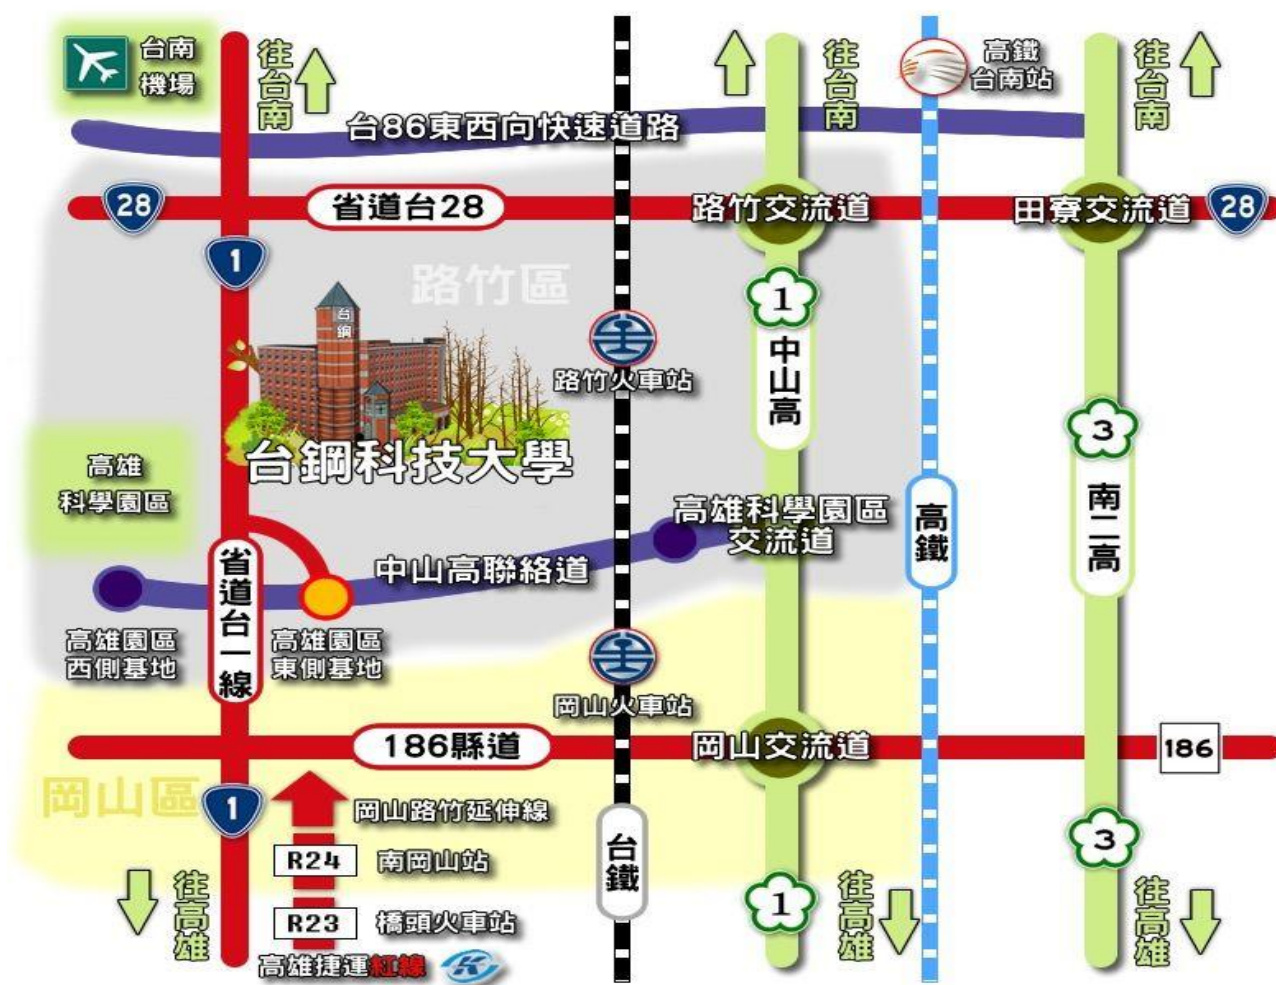 台南
機場
往台南
往台南
高鐵
台南站
往台南
台86東西向快速道路
28
省道台28
路竹交流道
田寮交流道
28
1
路竹區
1
台鋼
路竹火車站
中山高
3
台鋼科技大學
高雄
科學園區
高雄科學園區
交流道
高鐵
南二高
省道台一線
中山高聯絡道
高雄園區
西側基地
高雄園區
東側基地
岡山火車站
186縣道
岡山交流道
186
岡山區
1
岡山路竹延伸線
台鐵
3
R24
南岡山站
往高雄
1
往高雄
往高雄
R23
橋頭火車站
高雄捷運紅線
K